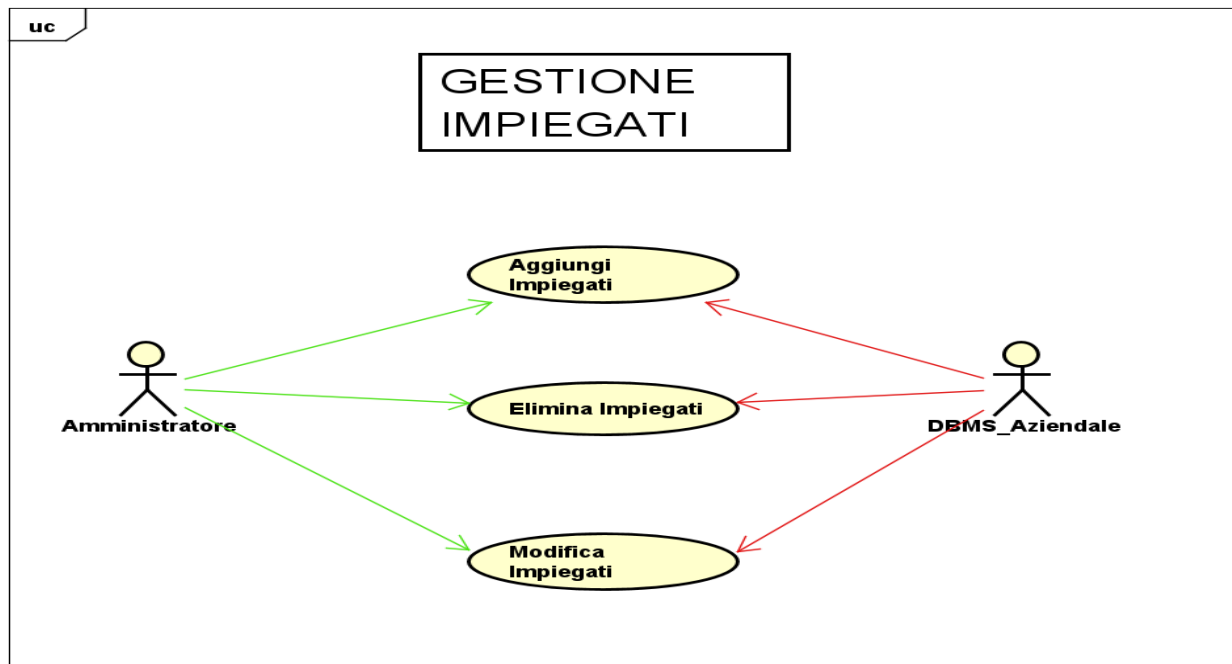 uc
GESTIONE
IMPIEGATI
Aggiungi
Impiegati
Elimina Impiegati
Amministratore
DBMS_Aziendale
Modifica
Impiegati